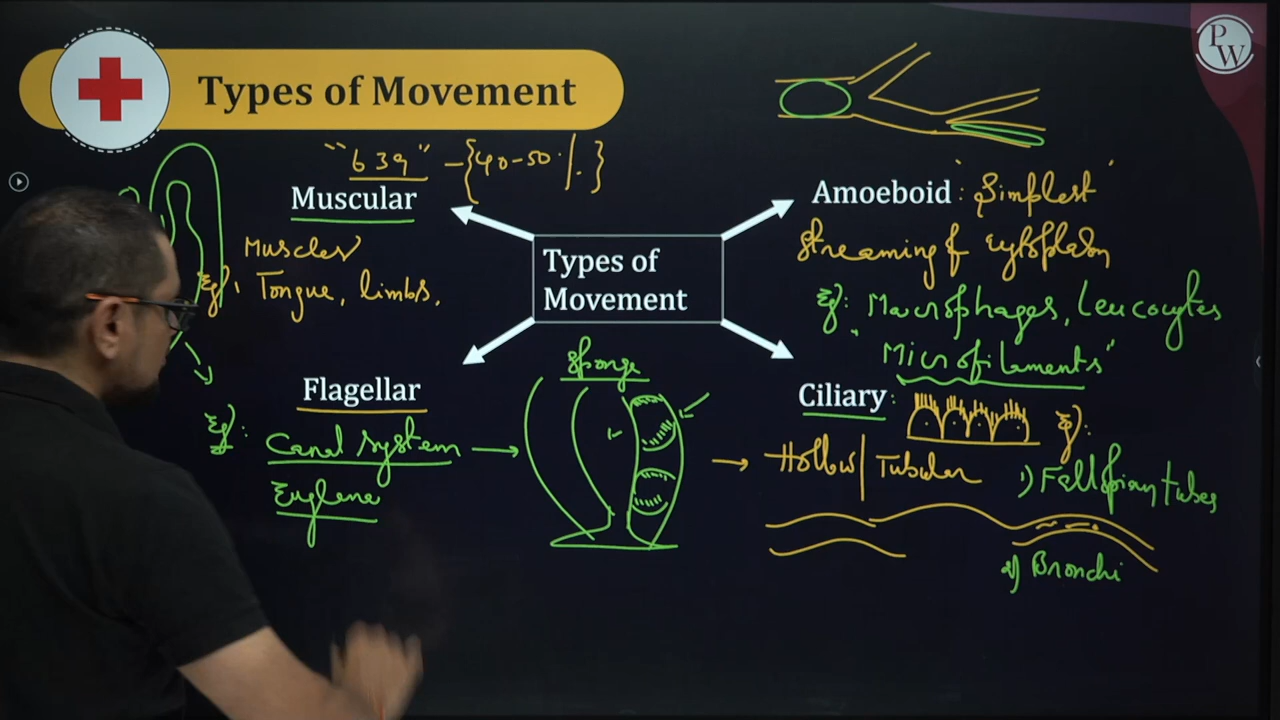 Types of Movement
PW
"639" - {40-50%.}
Muscular
Muscles
Eg. Tongue, limbs.
Amoeboid: "Simplest"
streaming of cytoplasm
Eg: Macrophages, Leucocytes
"Microfilaments"
Types of
Movement
Flagellar
Eg: Canal system
Euglena
Sponge
Ciliary: Eg:
Hollow/Tubular
1) Fallopian tubes
2) Bronchi